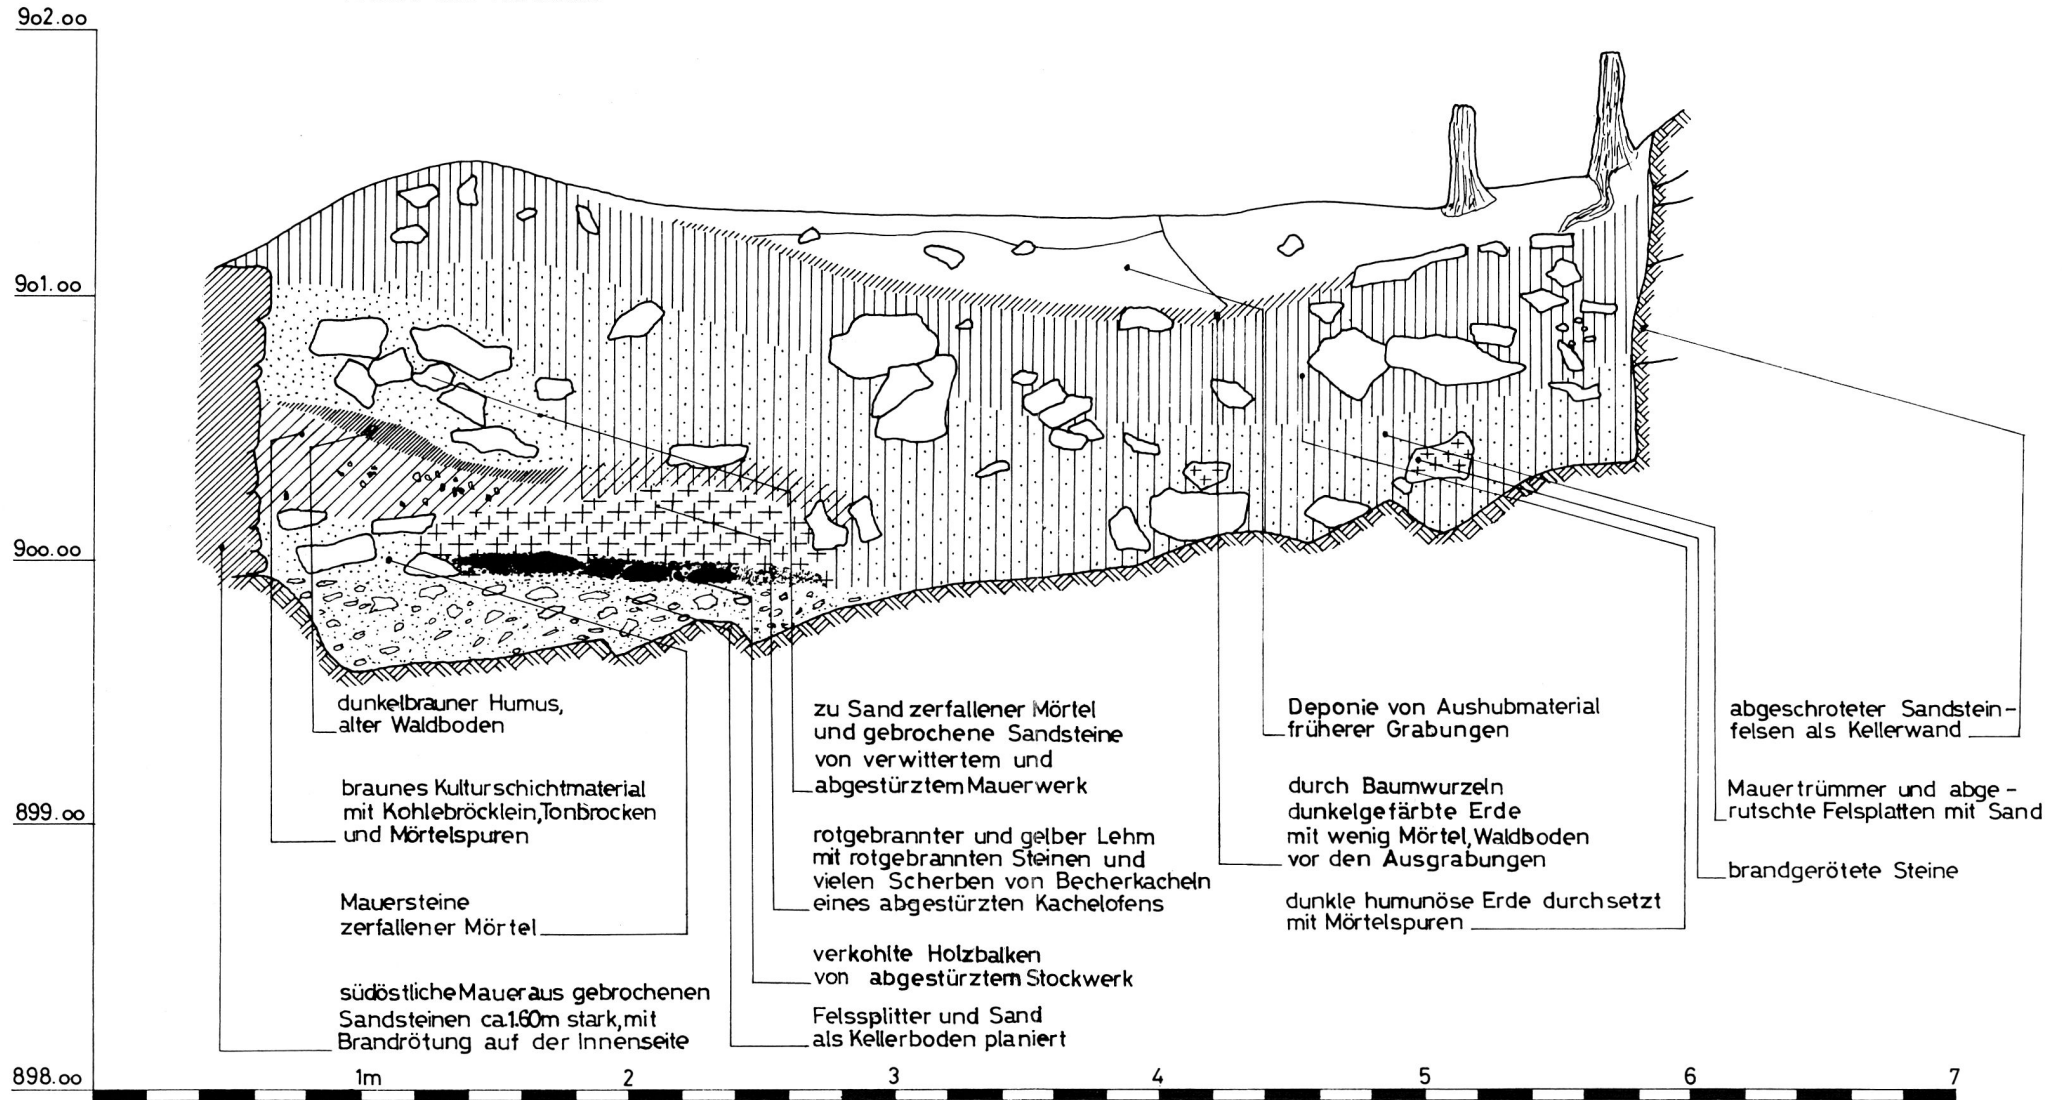 902.00
901.00
900.00
899.00
898.00
dunkelbrauner Humus,
alter Waldboden
braunes Kulturschichtmaterial
mit Kohlebröcklein, Tonbrocken
und Mörtelspuren
Mauersteine
zerfallener Mörtel
südöstliche Mauer aus gebrochenen
Sandsteinen ca 1.60m stark, mit
Brandrötung auf der Innenseite
zu Sand zerfallener Mörtel
und gebrochene Sandsteine
von verwittertem und
abgestürztem Mauerwerk
rotgebrannter und gelber Lehm
mit rotgebrannten Steinen und
vielen Scherben von Becherkacheln
eines abgestürzten Kachelofens
verkohlte Holzbalken
von abgestürztem Stockwerk
Felssplitter und Sand
als Kellerboden planiert
Deponie von Aushubmaterial
früherer Grabungen
durch Baumwurzeln
dunkelgefärbte Erde
mit wenig Mörtel, Waldboden
vor den Ausgrabungen
dunkle humunöse Erde durchsetzt
mit Mörtelspuren
abgeschroteter Sandstein-
felsen als Kellerwand
Mauertrümmer und abge-
rutschte Felsplatten mit Sand
brandgerötete Steine
1m 2 3 4 5 6 7